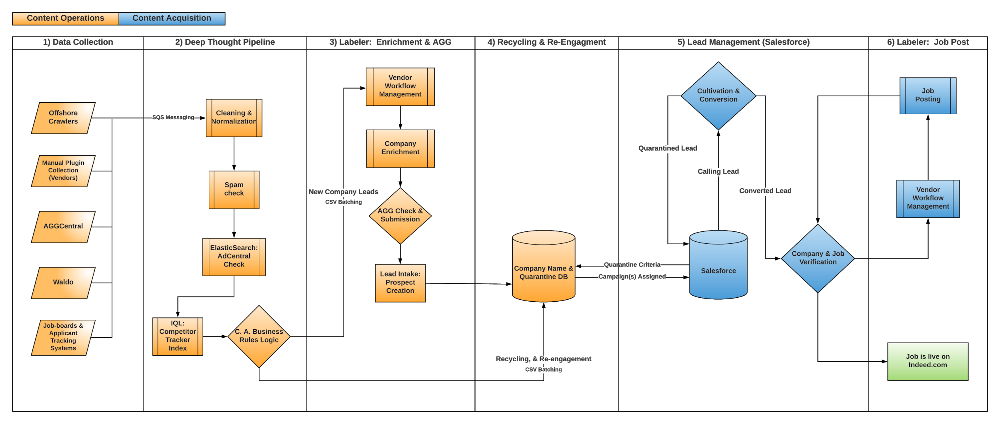 Content Operations
Content Acquisition
1) Data Collection
2) Deep Thought Pipeline
3) Labeler:  Enrichment & AGG
4) Recycling & Re-Engagment
5) Lead Management (Salesforce)
6) Labeler:  Job Post
Offshore
Crawlers
Manual Plugin
Collection
(Vendors)
AGGCentral
Waldo
Job-boards &
Applicant
Tracking
Systems
SQS Messaging
Cleaning &
Normalization
Spam
check
ElasticSearch:
AdCentral
Check
IQL:
Competitor
Tracker
Index
C. A. Business
Rules Logic
New Company Leads
CSV Batching
Vendor
Workflow
Management
Company
Enrichment
AGG Check &
Submission
Lead Intake:
Prospect
Creation
Company Name &
Quarantine DB
Recycling, & Re-engagement
CSV Batching
Quarantine Criteria
Campaign(s) Assigned
Cultivation &
Conversion
Quarantined Lead
Calling Lead
Converted Lead
Salesforce
Company & Job
Verification
Job
Posting
Vendor
Workflow
Management
Job is live on
Indeed.com